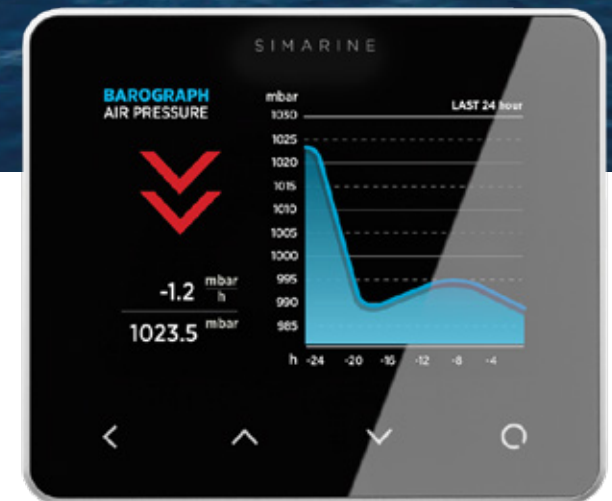 SIMARINE
BAROGRAPH
AIR PRESSURE
-1.2 mbar/h
1023.5 mbar
mbar
LAST 24 hour
1030
1025
1020
1015
1010
1005
1000
995
990
985
h -24 -20 -16 -12 -8 -4